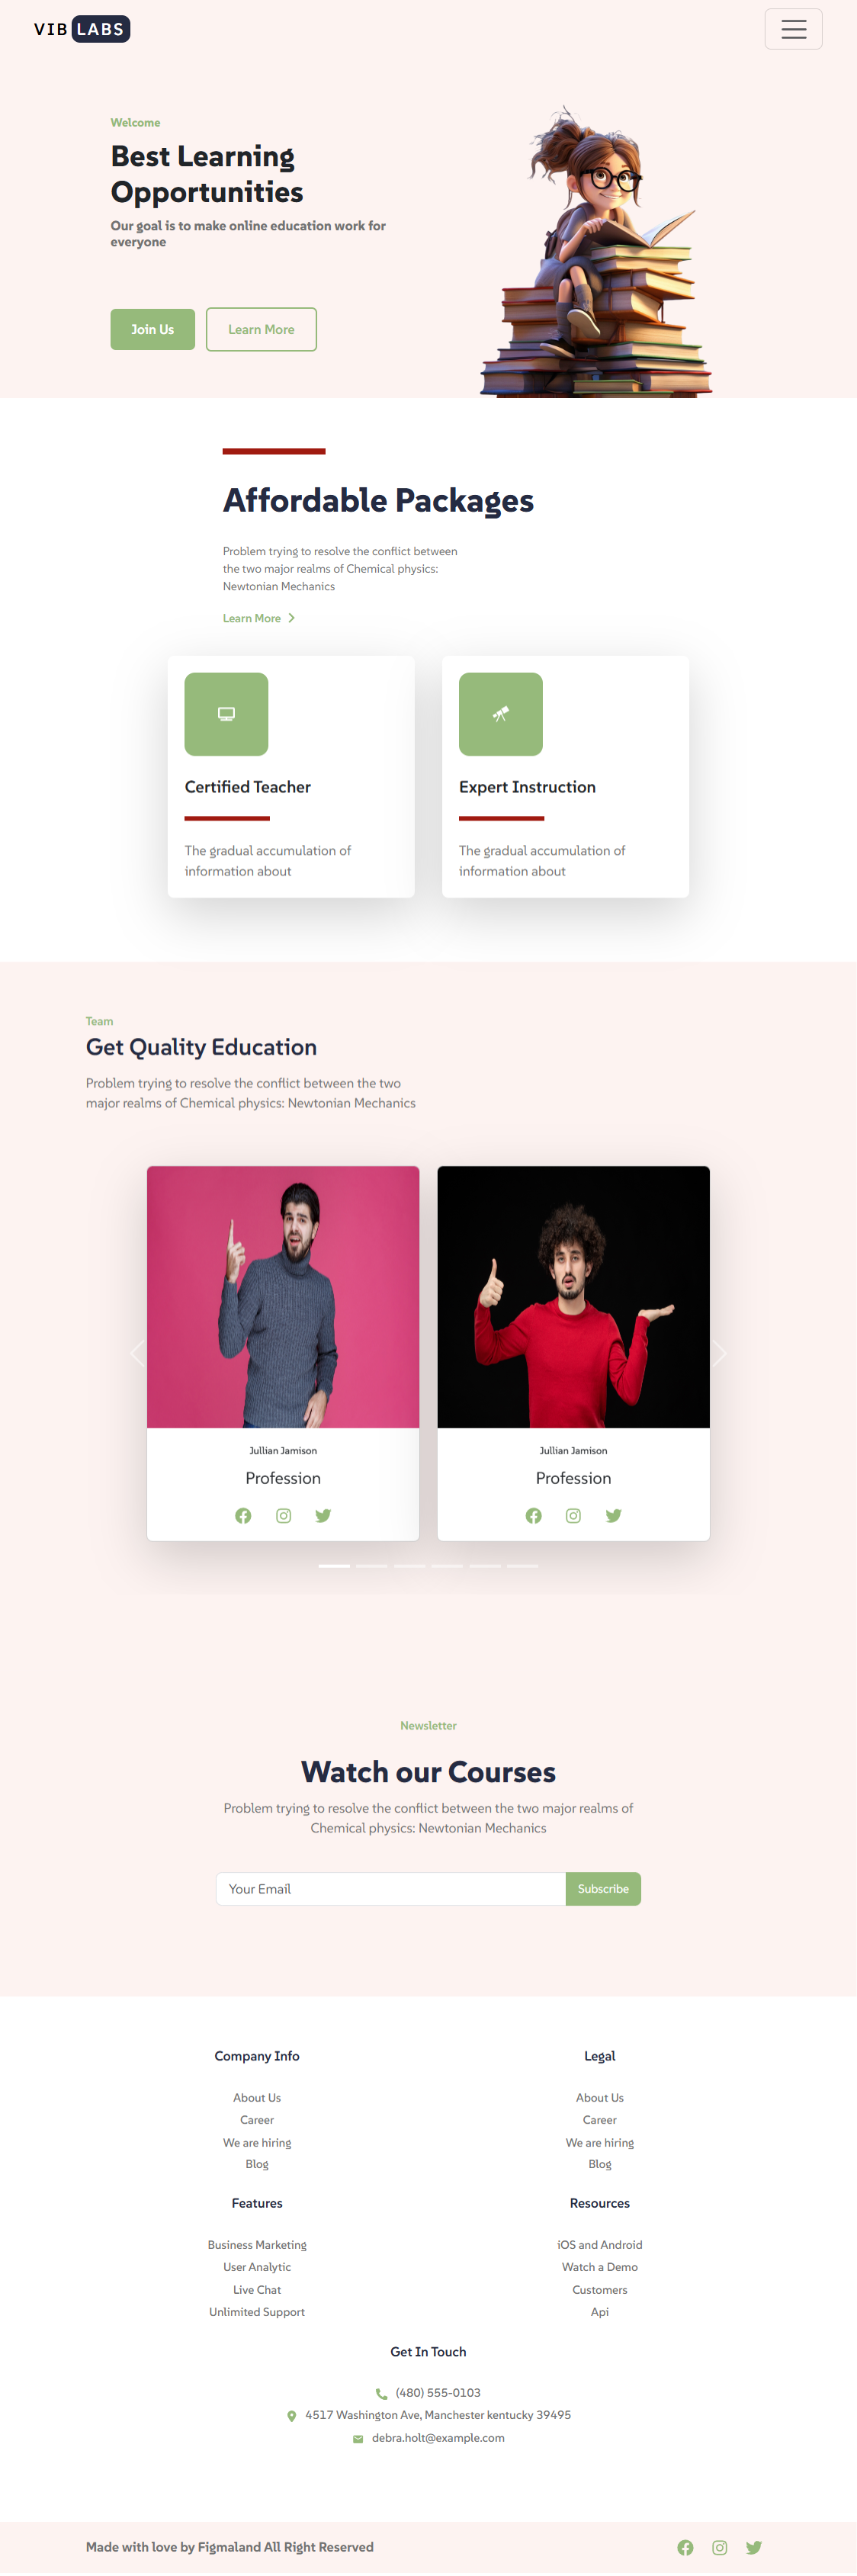 VIB LABS
Welcome
Best Learning
Opportunities
Our goal is to make online education work for
everyone
Join Us
Learn More
Affordable Packages
Problem trying to resolve the conflict between
the two major realms of Chemical physics:
Newtonian Mechanics
Learn More
Certified Teacher
The gradual accumulation of
information about
Expert Instruction
The gradual accumulation of
information about
Team
Get Quality Education
Problem trying to resolve the conflict between the two
major realms of Chemical physics: Newtonian Mechanics
Jullian Jamison
Profession
Jullian Jamison
Profession
Newsletter
Watch our Courses
Problem trying to resolve the conflict between the two major realms of
Chemical physics: Newtonian Mechanics
Your Email
Subscribe
Company Info
About Us
Career
We are hiring
Blog
Legal
About Us
Career
We are hiring
Blog
Features
Business Marketing
User Analytic
Live Chat
Unlimited Support
Resources
iOS and Android
Watch a Demo
Customers
Api
Get In Touch
(480) 555-0103
4517 Washington Ave, Manchester kentucky 39495
debra.holt@example.com
Made with love by Figmaland All Right Reserved